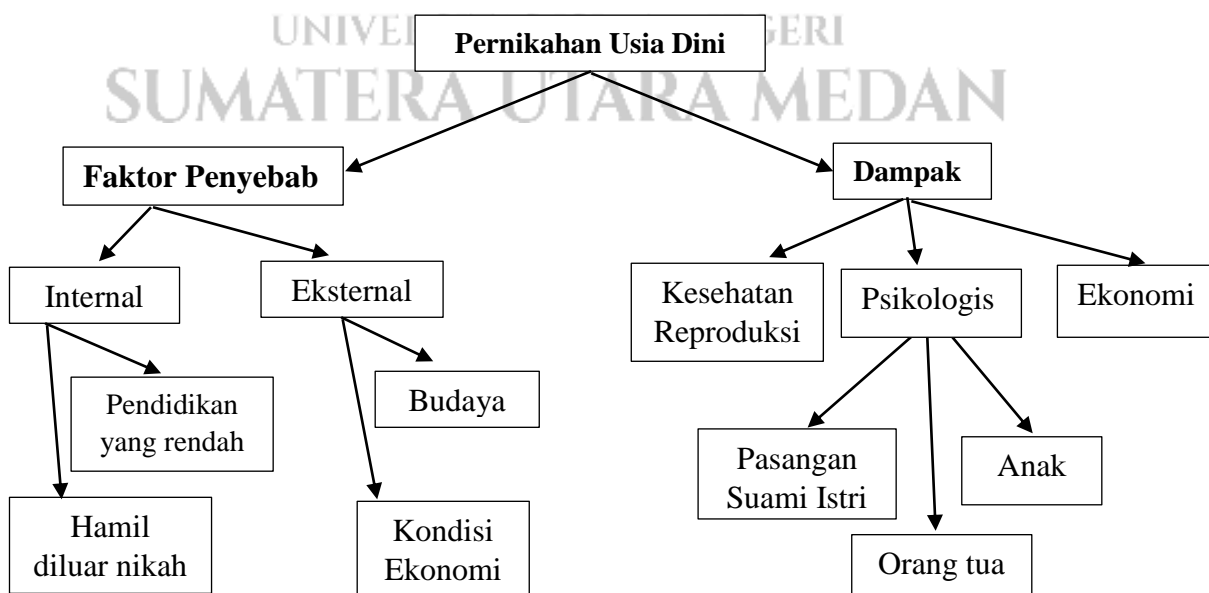 UNIVE
GERI
SUMATERA UTARA MEDAN
Pernikahan Usia Dini
Faktor Penyebab
Dampak
Internal
Eksternal
Kesehatan
Reproduksi
Psikologis
Ekonomi
Pendidikan
yang rendah
Budaya
Pasangan
Suami Istri
Anak
Hamil
diluar nikah
Kondisi
Ekonomi
Orang tua